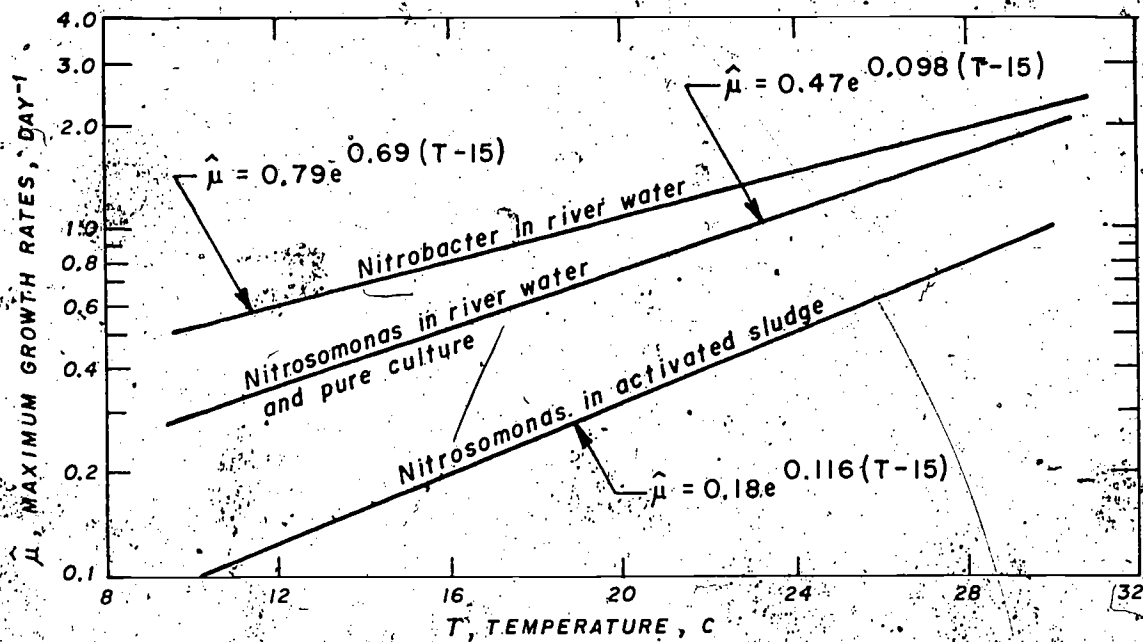 4.0
3.0
2.0
1.0
0.8
0.6
0.4
0.2
0.1
μ̂, MAXIMUM GROWTH RATES, DAY⁻¹
μ̂ = 0.47e 0.098 (T-15)
μ̂ = 0.79e 0.69 (T-15)
Nitrobacter in river water
Nitrosomonas in river water
and pure culture
Nitrosomonas in activated sludge
μ̂ = 0.18e 0.116 (T-15)
8 12 16 20 24 28 32
T, TEMPERATURE, C